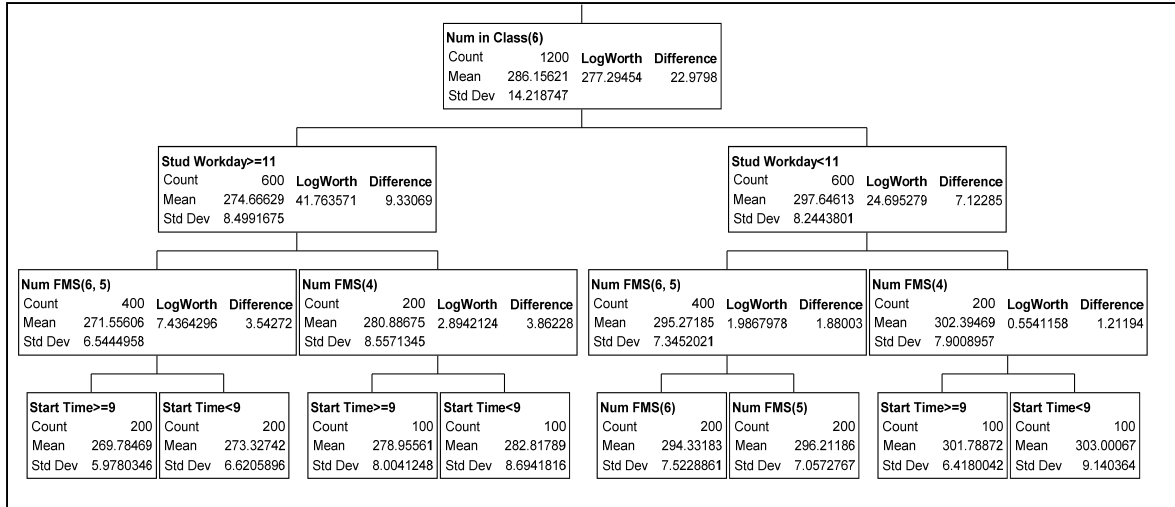 Num in Class(6)
Count 1200 LogWorth Difference
Mean 286.15621 277.29454 22.9798
Std Dev 14.218747
Stud Workday>=11
Count 600 LogWorth Difference
Mean 274.66629 41.763571 9.33069
Std Dev 8.4991675
Stud Workday<11
Count 600 LogWorth Difference
Mean 297.64613 24.695279 7.12285
Std Dev 8.2443801
Num FMS(6, 5)
Count 400 LogWorth Difference
Mean 271.55606 7.4364296 3.54272
Std Dev 6.5444958
Num FMS(4)
Count 200 LogWorth Difference
Mean 280.88675 2.8942124 3.86228
Std Dev 8.5571345
Num FMS(6, 5)
Count 400 LogWorth Difference
Mean 295.27185 1.9867978 1.88003
Std Dev 7.3452021
Num FMS(4)
Count 200 LogWorth Difference
Mean 302.39469 0.5541158 1.21194
Std Dev 7.9008957
Start Time>=9
Count 200
Mean 269.78469
Std Dev 5.9780346
Start Time<9
Count 200
Mean 273.32742
Std Dev 6.6205896
Start Time>=9
Count 100
Mean 278.95561
Std Dev 8.0041248
Start Time<9
Count 100
Mean 282.81789
Std Dev 8.6941816
Num FMS(6)
Count 200
Mean 294.33183
Std Dev 7.5228861
Num FMS(5)
Count 200
Mean 296.21186
Std Dev 7.0572767
Start Time>=9
Count 100
Mean 301.78872
Std Dev 6.4180042
Start Time<9
Count 100
Mean 303.00067
Std Dev 9.140364